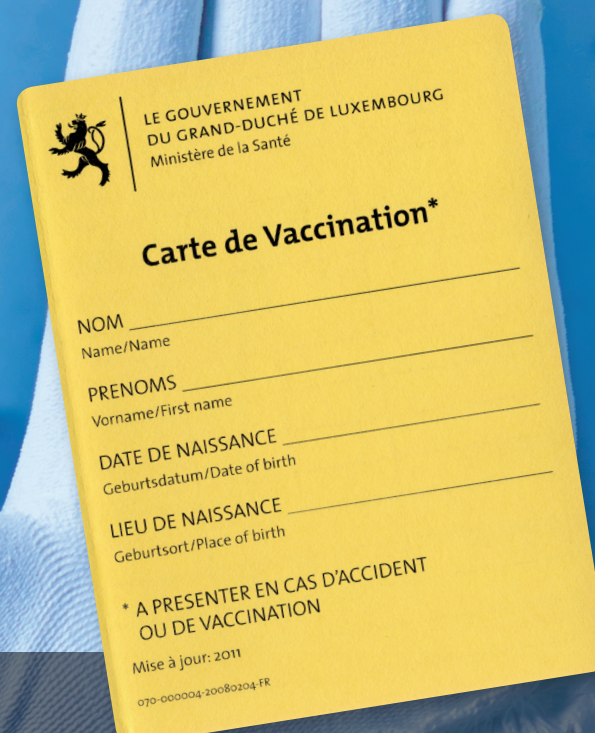 LE GOUVERNEMENT
DU GRAND-DUCHÉ DE LUXEMBOURG
Ministère de la Santé
Carte de Vaccination*
NOM
Name/Name
PRENOMS
Vorname/First name
DATE DE NAISSANCE
Geburtsdatum/Date of birth
LIEU DE NAISSANCE
Geburtsort/Place of birth
* A PRESENTER EN CAS D'ACCIDENT
OU DE VACCINATION
Mise à jour: 2011
070-000004-20080204-FR